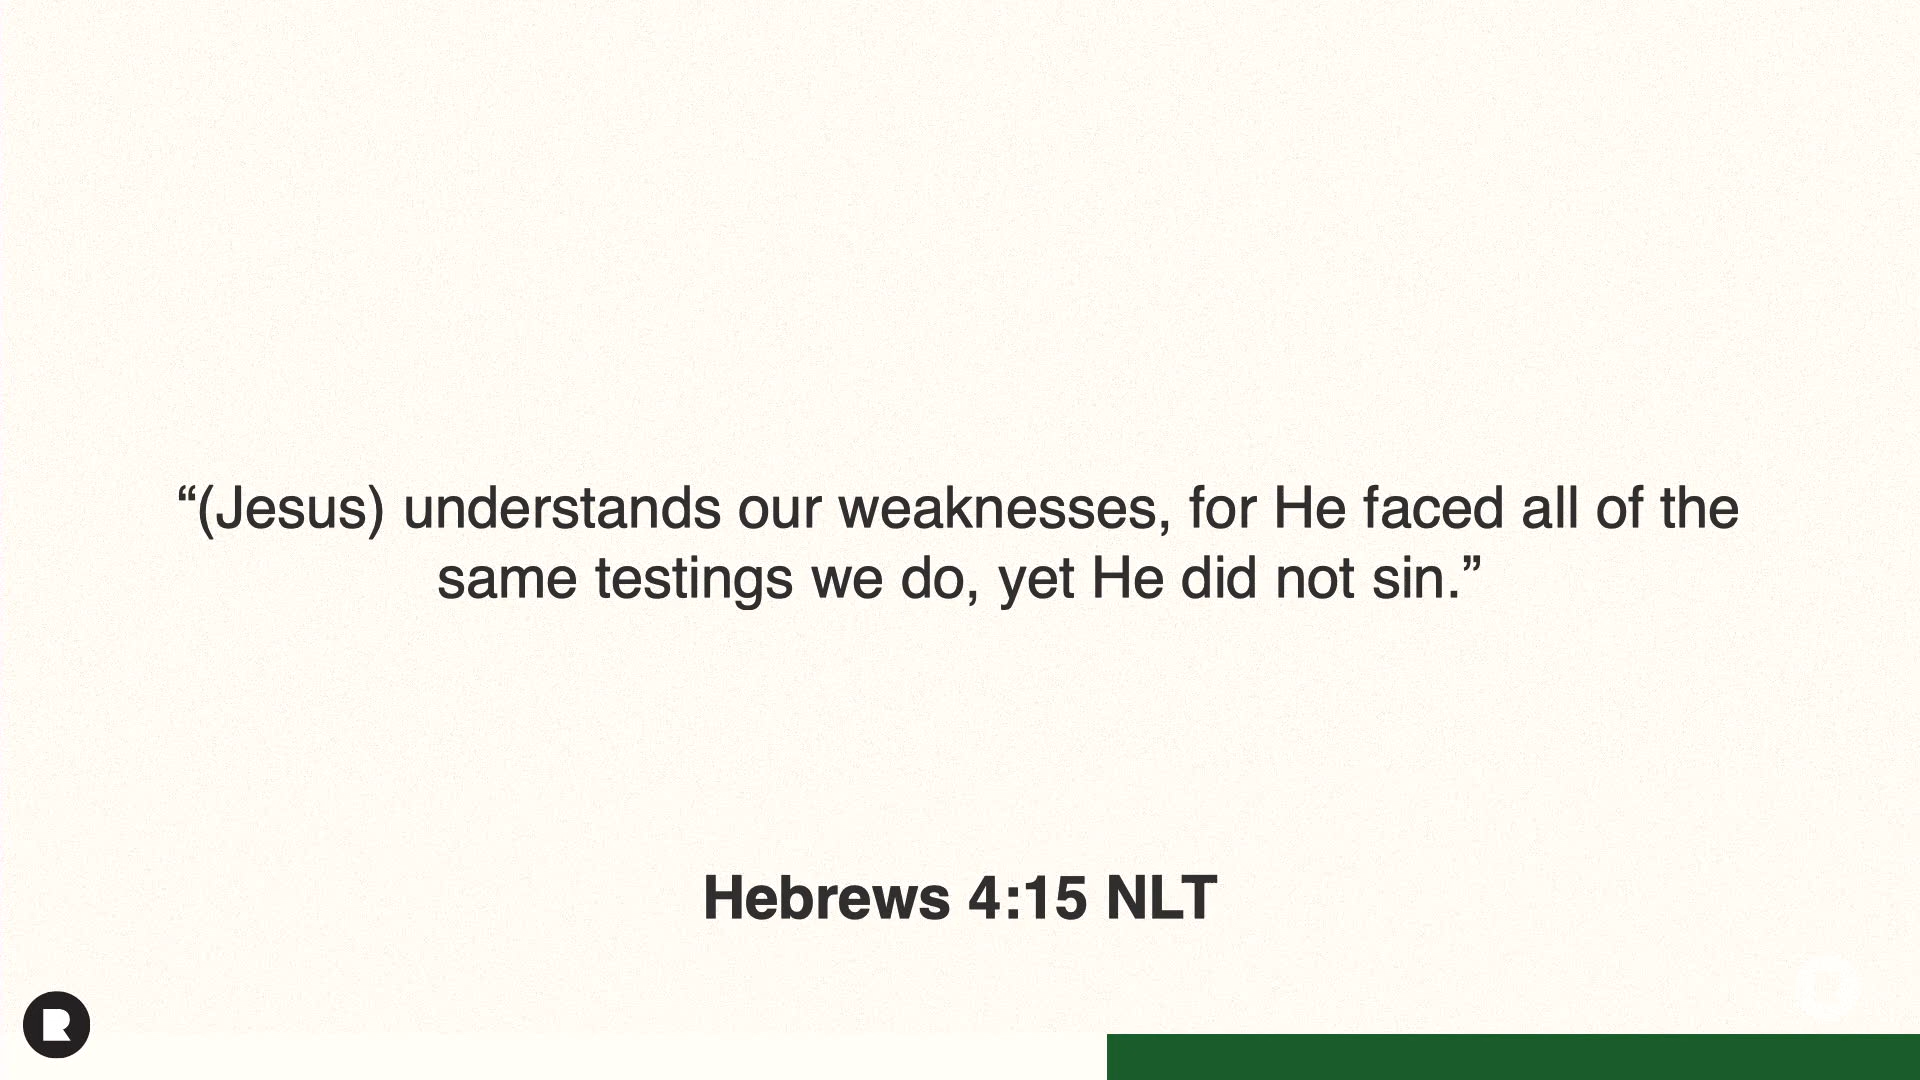 “(Jesus) understands our weaknesses, for He faced all of the
same testings we do, yet He did not sin.”
Hebrews 4:15 NLT
R